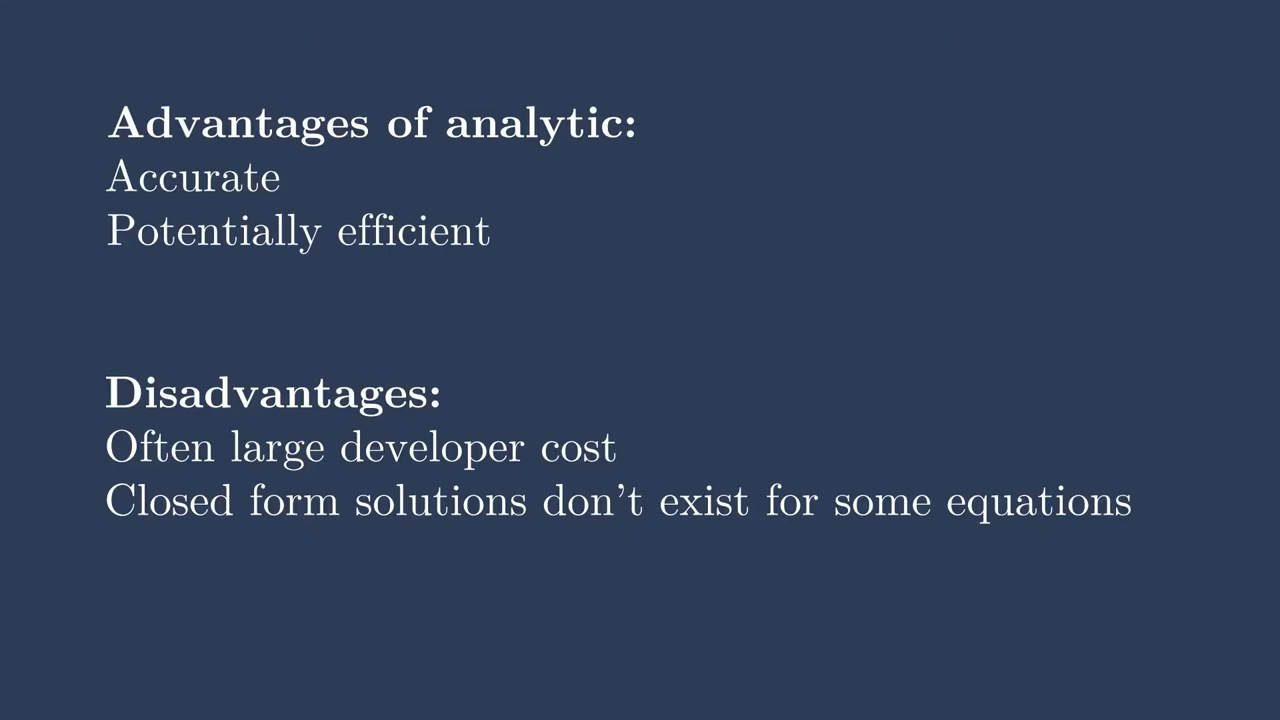 Advantages of analytic:
Accurate
Potentially efficient
Disadvantages:
Often large developer cost
Closed form solutions don't exist for some equations